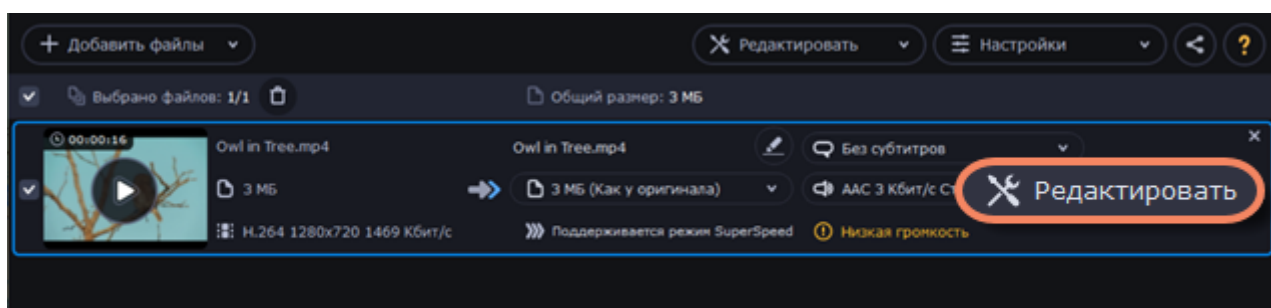 Добавить файлы
Редактировать
Настройки
?
Выбрано файлов: 1/1
Общий размер: 3 МБ
00:00:16
Owl in Tree.mp4
Owl in Tree.mp4
Без субтитров
3 МБ
3 МБ (Как у оригинала)
AAC 3 Кбит/с
Редактировать
H.264 1280x720 1469 Кбит/с
Поддерживается режим SuperSpeed
Низкая громкость